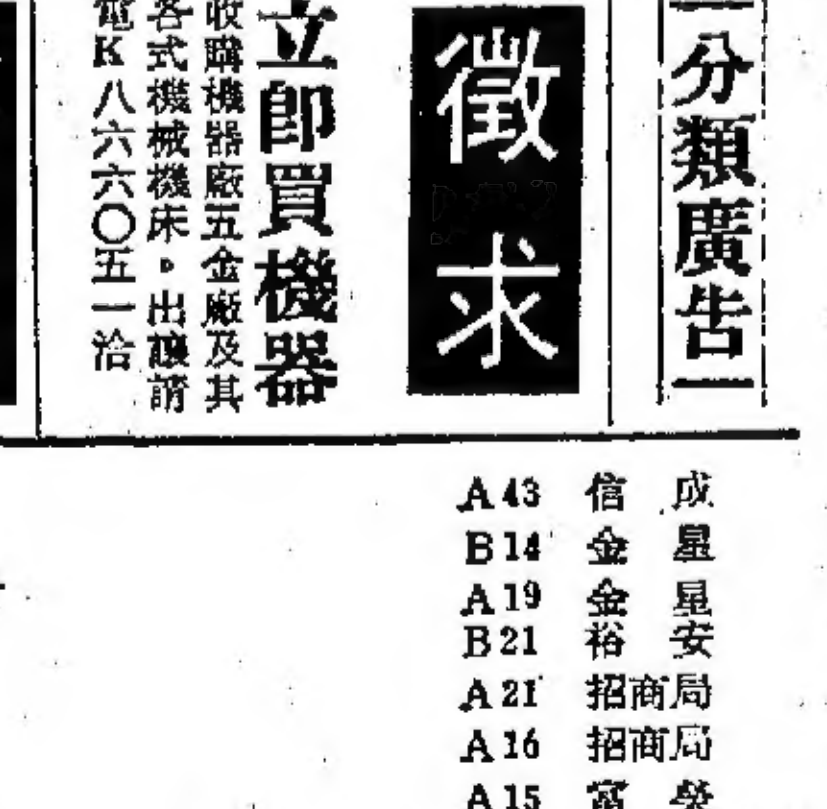 分類廣告
徵求
立即買機器
收購機器廠五金廠及其
各式機械機床。出讓請
電K八六六〇五一洽
A43 信成
B14 金星
A19 金星
B21 裕安
A21 招商局
A16 招商局
A15 富榮